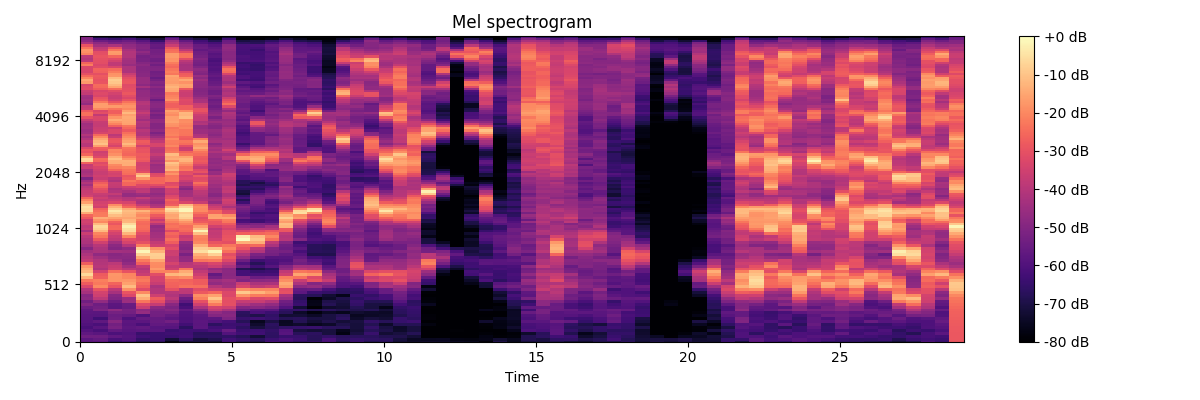 Mel spectrogram
8192
4096
2048
1024
512
0
Hz
0 5 10 15 20 25
Time
+0 dB
-10 dB
-20 dB
-30 dB
-40 dB
-50 dB
-60 dB
-70 dB
-80 dB